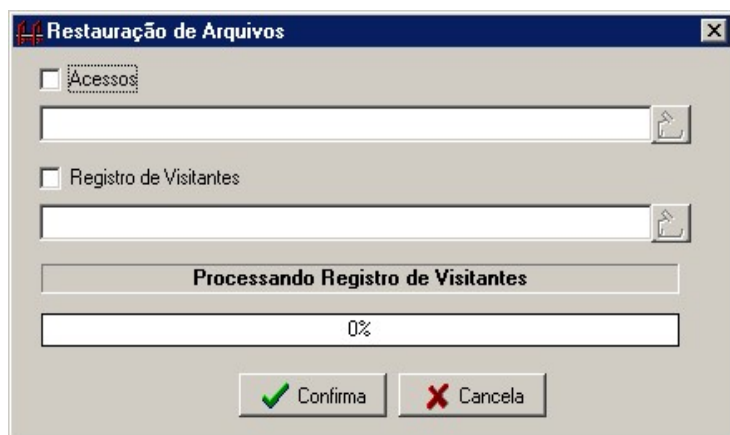 Restauração de Arquivos
Acessos
Registro de Visitantes
Processando Registro de Visitantes
0%
Confirma
Cancela